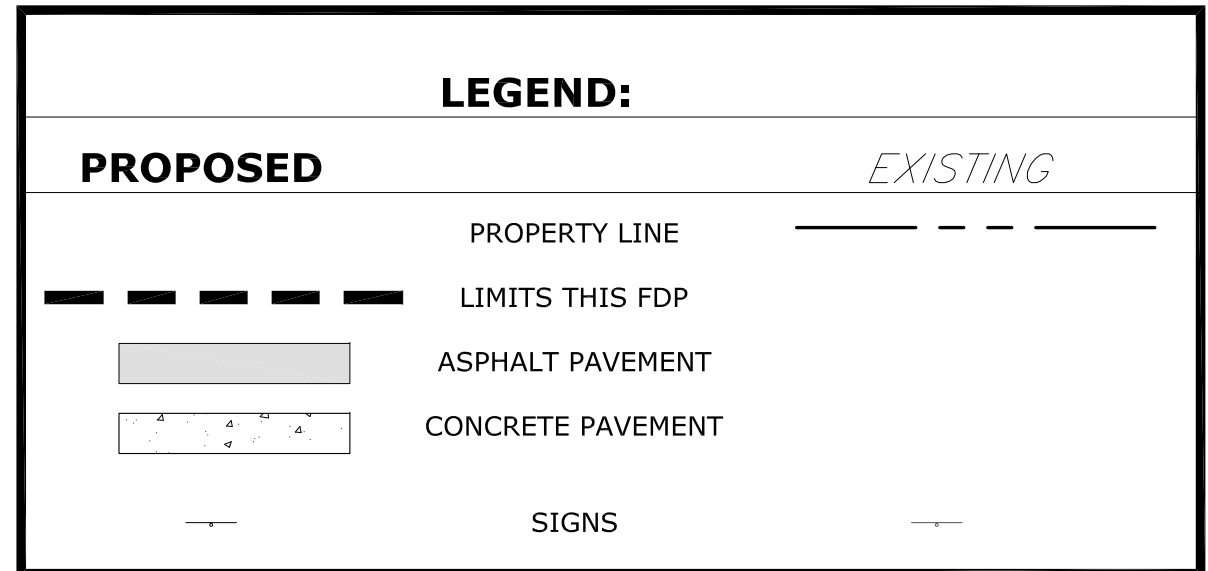 LEGEND:
PROPOSED EXISTING
PROPERTY LINE
LIMITS THIS FDP
ASPHALT PAVEMENT
CONCRETE PAVEMENT
SIGNS